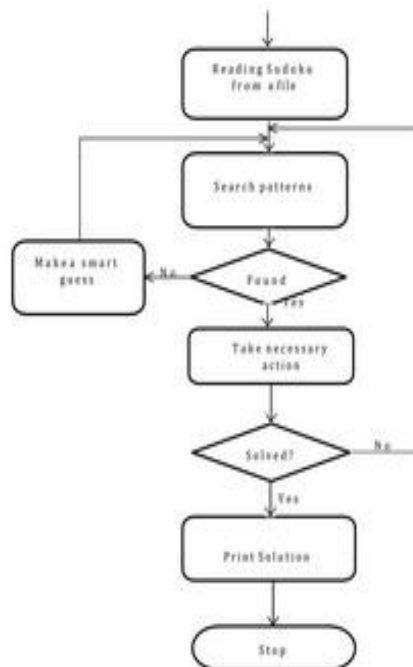 Reading Sudoku
from a file
Search patterns
Make a smart
guess
No
Found
Yes
Take necessary
action
Solved?
No
Yes
Print Solution
Stop